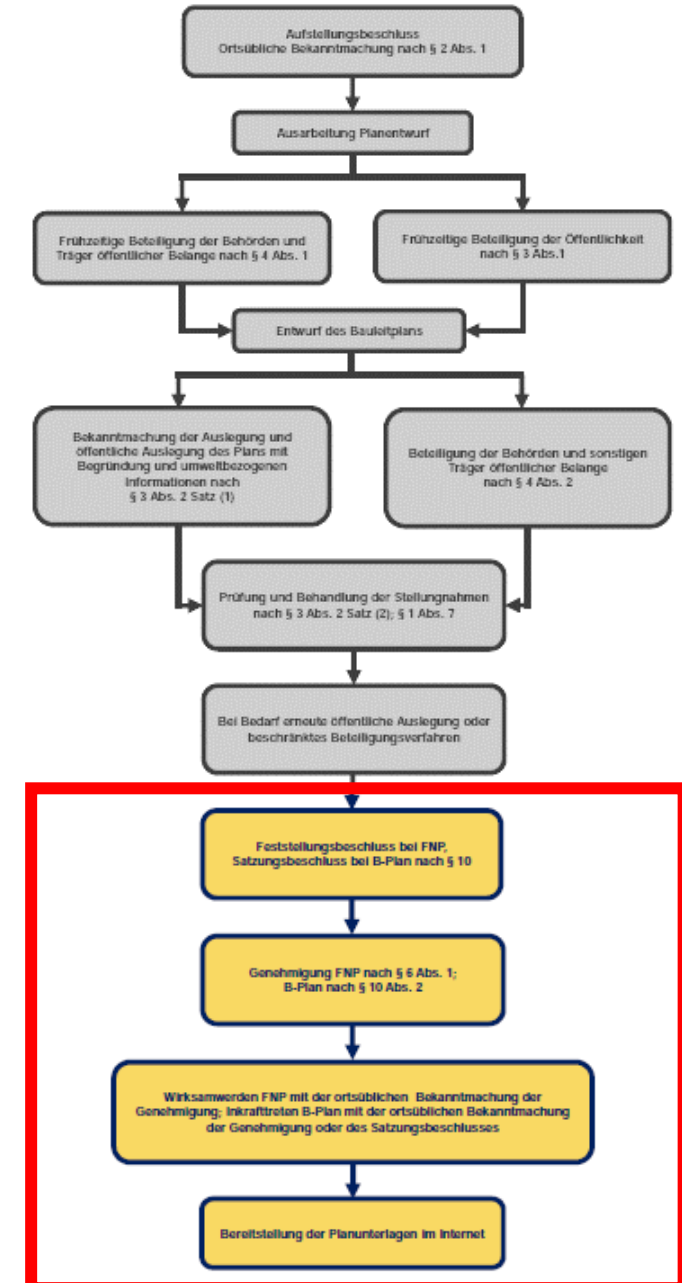 Aufstellungsbeschluss
Ortsübliche Bekanntmachung nach § 2 Abs. 1
Ausarbeitung Planentwurf
Frühzeitige Beteiligung der Behörden und
Träger öffentlicher Belange nach § 4 Abs. 1
Frühzeitige Beteiligung der Öffentlichkeit
nach § 3 Abs.1
Entwurf des Bauleitplans
Bekanntmachung der Auslegung und
öffentliche Auslegung des Plans mit
Begründung und umweltbezogenen
Informationen nach
§ 3 Abs. 2 Satz (1)
Beteiligung der Behörden und sonstigen
Träger öffentlicher Belange
nach § 4 Abs. 2
Prüfung und Behandlung der Stellungnahmen
nach § 3 Abs. 2 Satz (2); § 1 Abs. 7
Bei Bedarf erneute öffentliche Auslegung oder
beschränktes Beteiligungsverfahren
Feststellungsbeschluss bei FNP,
Satzungsbeschluss bei B-Plan nach § 10
Genehmigung FNP nach § 6 Abs. 1;
B-Plan nach § 10 Abs. 2
Wirksamwerden FNP mit der ortsüblichen Bekanntmachung der
Genehmigung; Inkrafttreten B-Plan mit der ortsüblichen Bekanntmachung
der Genehmigung oder des Satzungsbeschlusses
Bereitstellung der Planunterlagen im Internet